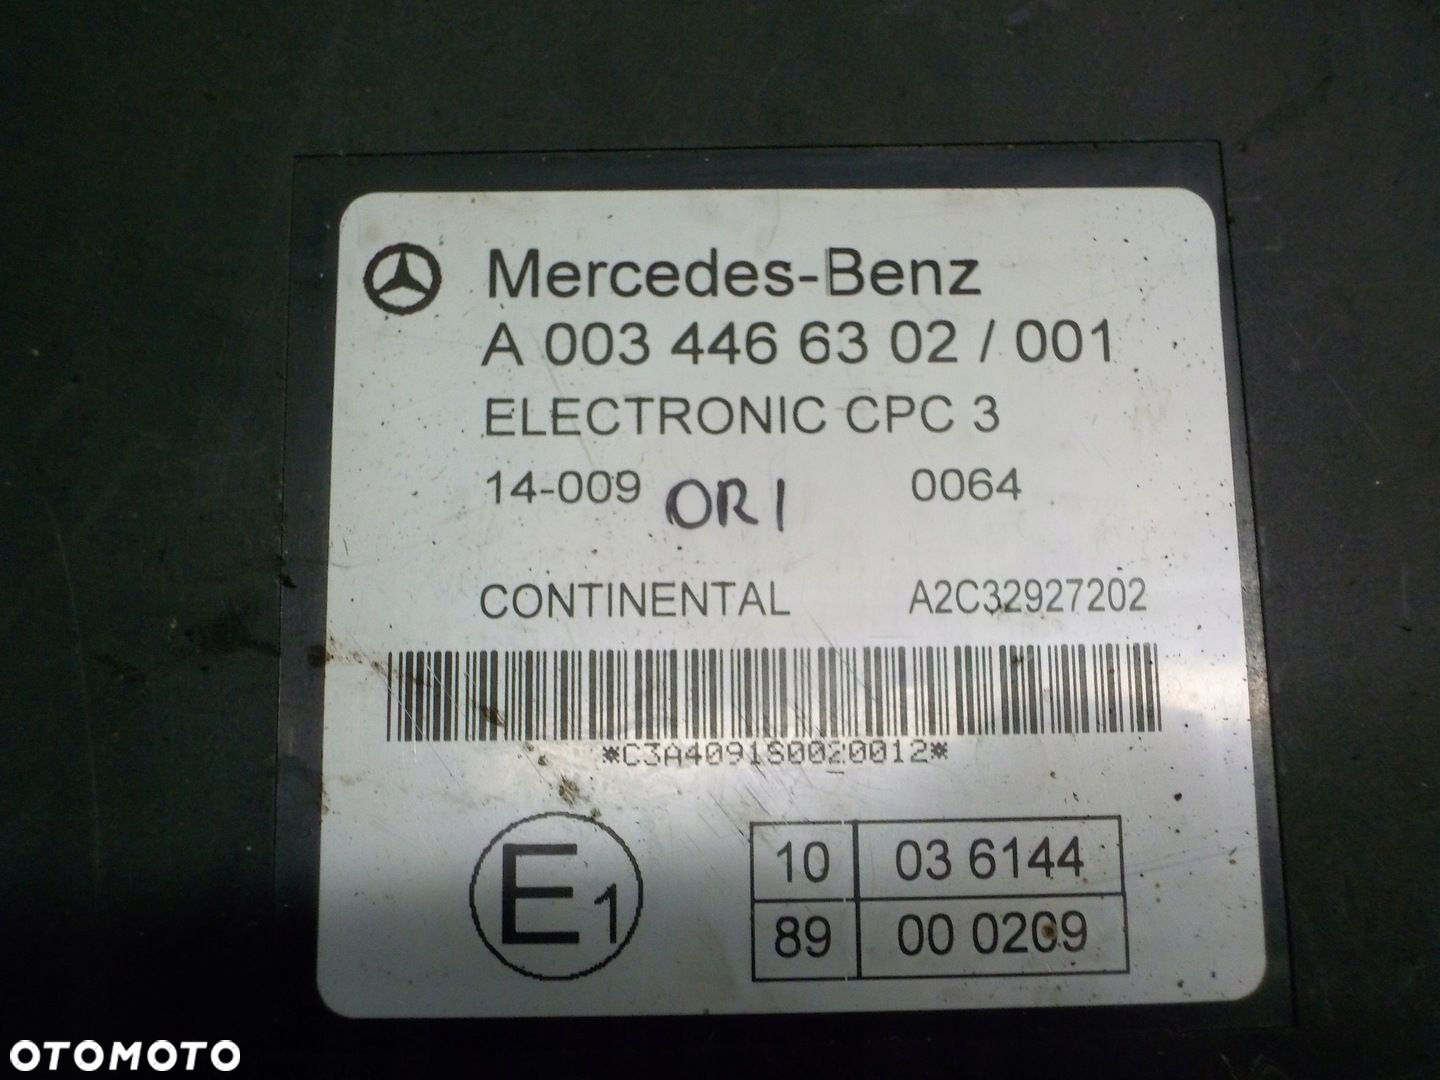 Mercedes-Benz
A 003 446 63 02 / 001
ELECTRONIC CPC 3
14-009 ORI 0064
CONTINENTAL A2C32927202
*C3A4091S0020012*
E1
10 03 6144
89 00 0209
OTOMOTO